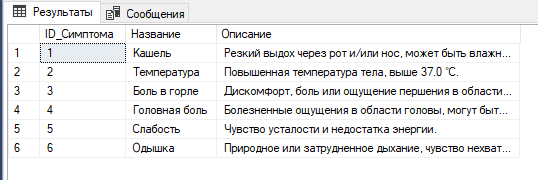 Результаты Сообщения
ID_Симптома Название Описание
1 1 Кашель Резкий выдох через рот и/или нос, может быть влажн...
2 2 Температура Повышенная температура тела, выше 37.0 °C.
3 3 Боль в горле Дискомфорт, боль или ощущение першения в области...
4 4 Головная боль Болезненные ощущения в области головы, могут быт...
5 5 Слабость Чувство усталости и недостатка энергии.
6 6 Одышка Природное или затрудненное дыхание, чувство нехват...